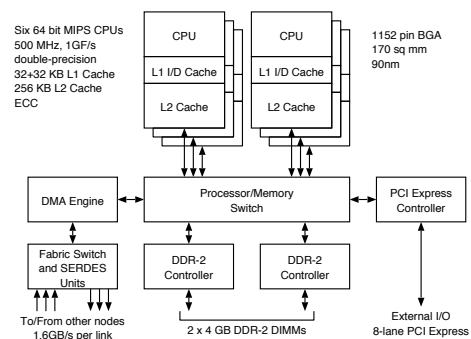 Six 64 bit MIPS CPUs
500 MHz, 1GF/s
double-precision
32+32 KB L1 Cache
256 KB L2 Cache
ECC
CPU
L1 I/D Cache
L2 Cache
CPU
L1 I/D Cache
L2 Cache
1152 pin BGA
170 sq mm
90nm
DMA Engine
Processor/Memory
Switch
PCI Express
Controller
Fabric Switch
and SERDES
Units
DDR-2
Controller
DDR-2
Controller
To/From other nodes
1.6GB/s per link
2 x 4 GB DDR-2 DIMMs
External I/O
8-lane PCI Express